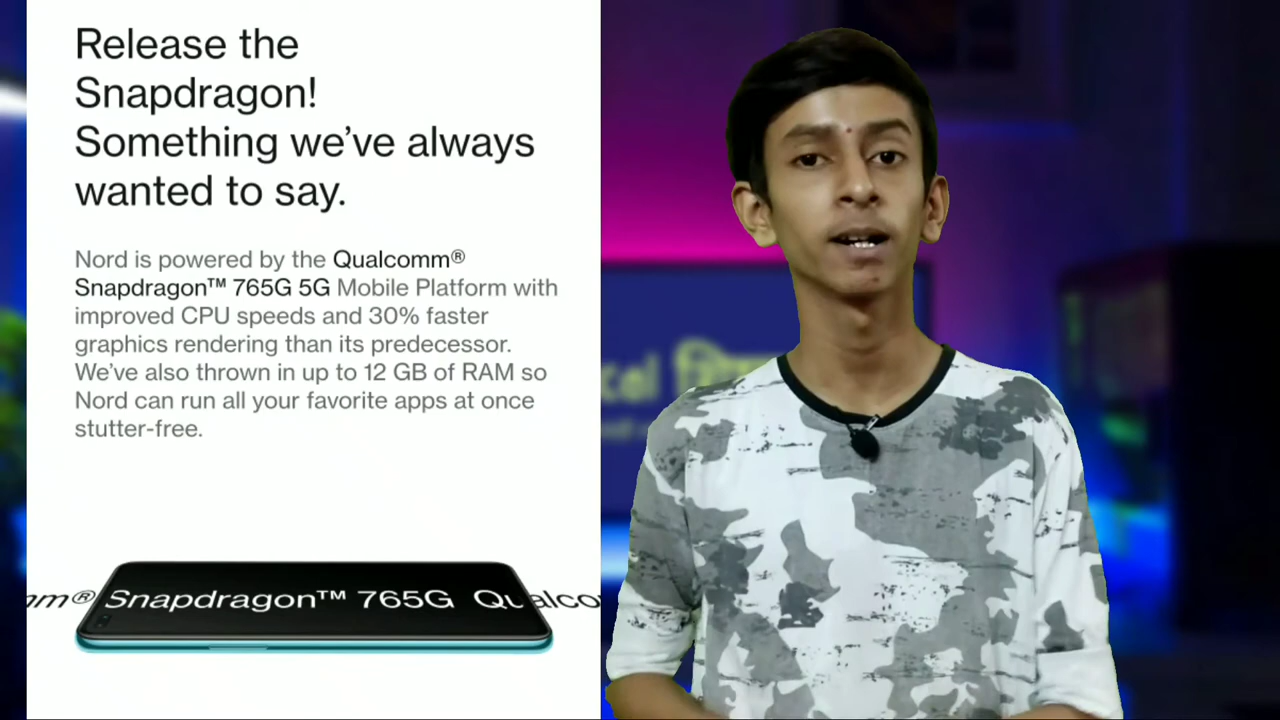 Release the
Snapdragon!
Something we’ve always
wanted to say.
Nord is powered by the Qualcomm®
Snapdragon™ 765G 5G Mobile Platform with
improved CPU speeds and 30% faster
graphics rendering than its predecessor.
We’ve also thrown in up to 12 GB of RAM so
Nord can run all your favorite apps at once
stutter-free.
mm® Snapdragon™ 765G Qualco